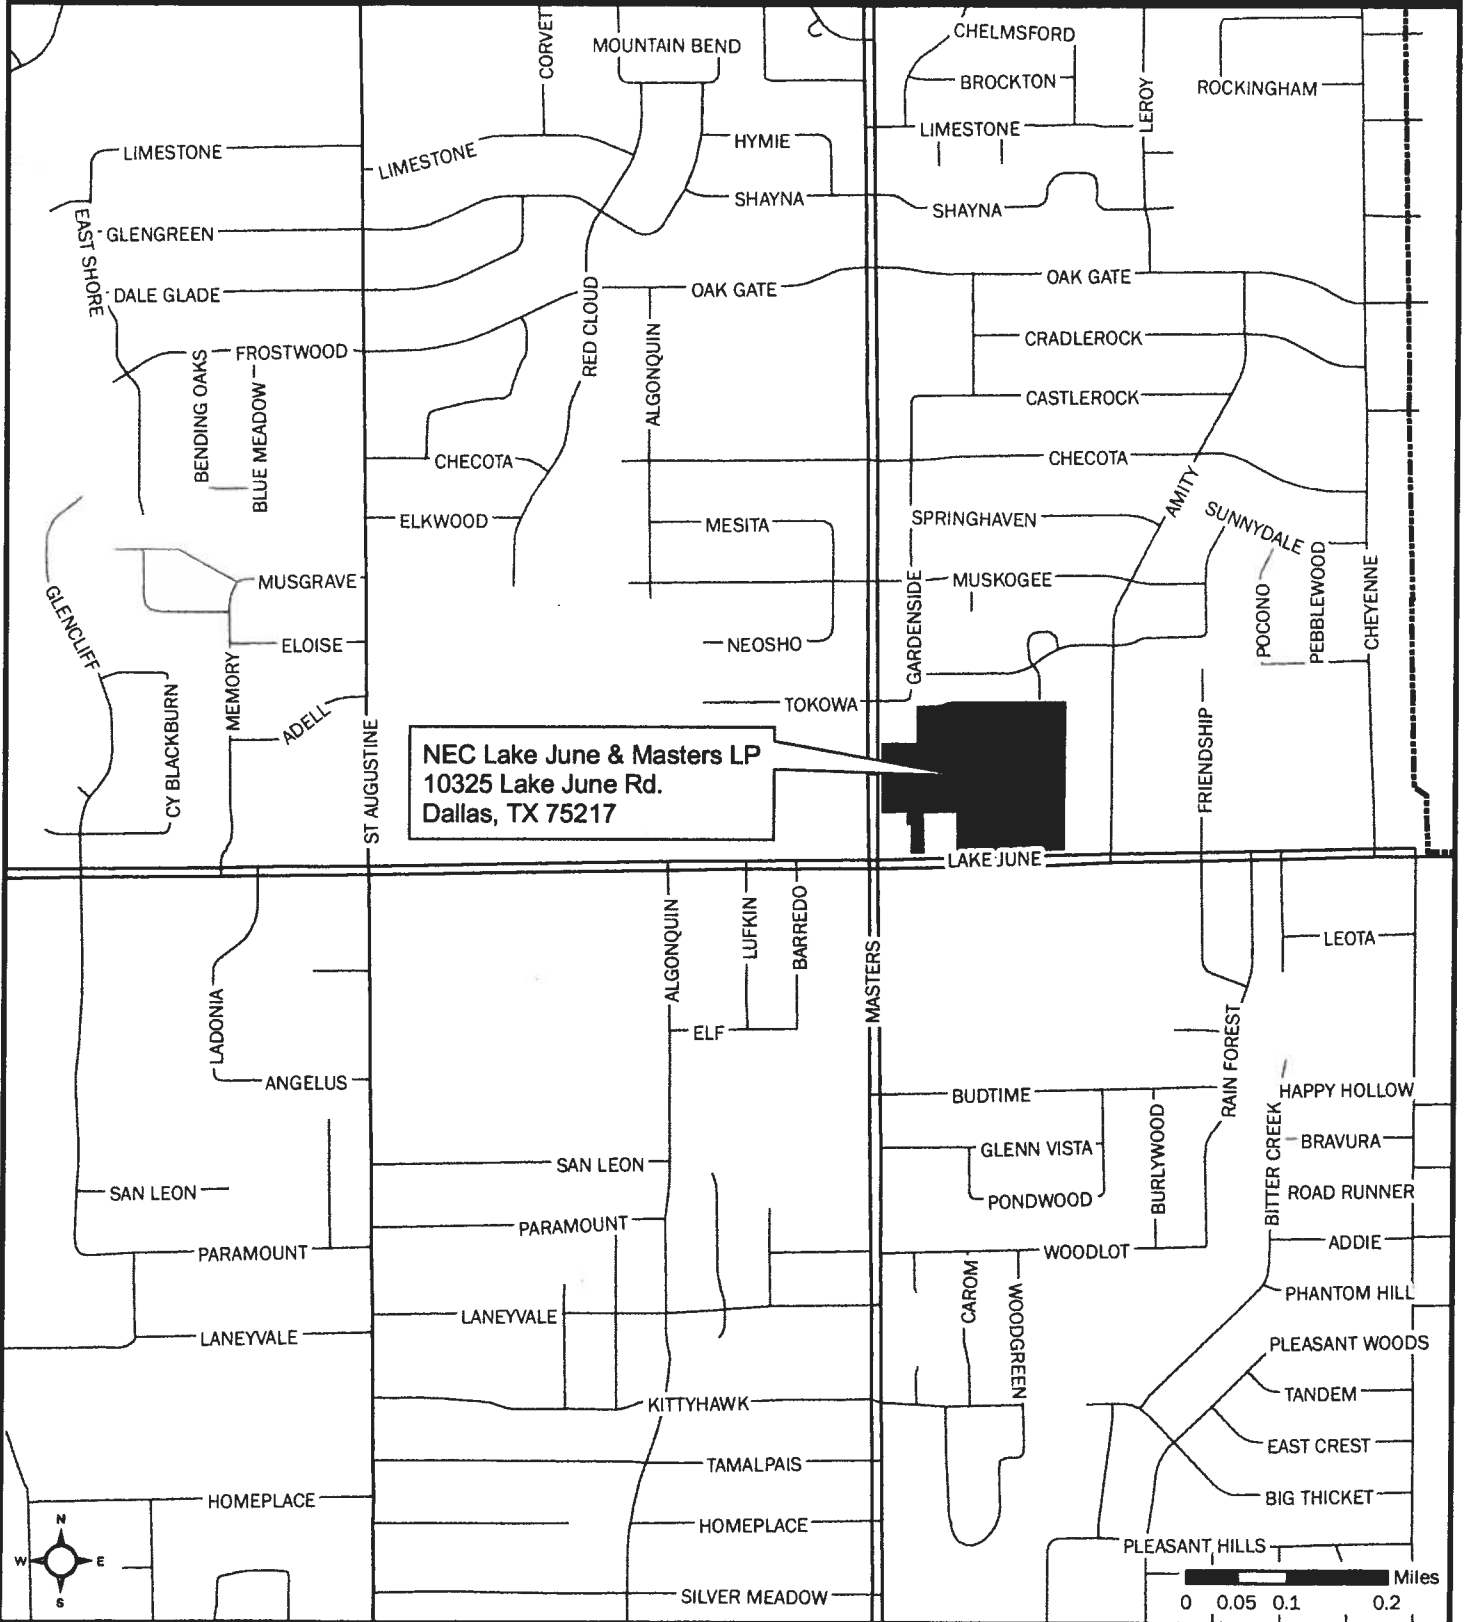 CORVET
MOUNTAIN BEND
CHELMSFORD
BROCKTON
LEROY
ROCKINGHAM
LIMESTONE
LIMESTONE
HYMIE
LIMESTONE
SHAYNA
SHAYNA
EAST SHORE
GLENGREEN
DALE GLADE
RED CLOUD
OAK GATE
OAK GATE
BENDING OAKS
FROSTWOOD
BLUE MEADOW
ALGONQUIN
CRADLEROCK
CASTLEROCK
CHECOTA
CHECOTA
AMITY
ELKWOOD
MESITA
SPRINGHAVEN
SUNNYDALE
GLENCLIFF
MUSGRAVE
GARDENSIDE
MUSKOGEE
POCONO
PEBBLEWOOD
CHEYENNE
ELOISE
NEOSHO
MEMORY
CY BLACKBURN
ADELL
ST AUGUSTINE
TOKOWA
FRIENDSHIP
NEC Lake June & Masters LP
10325 Lake June Rd.
Dallas, TX 75217
LAKE JUNE
ALGONQUIN
LUFKIN
BARREDO
MASTERS
LEOTA
LADONIA
ELF
RAIN FOREST
ANGELUS
BUDTIME
BURLYWOOD
BITTER CREEK
HAPPY HOLLOW
GLENN VISTA
BRAVURA
SAN LEON
SAN LEON
PONDWOOD
ROAD RUNNER
PARAMOUNT
PARAMOUNT
WOODLOT
ADDIE
CAROM
WOODGREEN
PHANTOM HILL
LANEYVALE
LANEYVALE
PLEASANT WOODS
KITTYHAWK
TANDEM
EAST CREST
TAMALPAIS
HOMEPLACE
BIG THICKET
HOMEPLACE
PLEASANT HILLS
SILVER MEADOW
N
W E
S
Miles
0 0.05 0.1 0.2